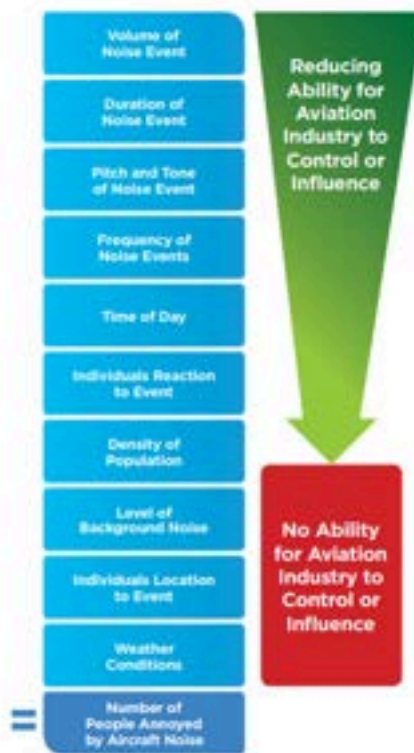 Volume of
Noise Event
Duration of
Noise Event
Pitch and Tone
of Noise Event
Frequency of
Noise Events
Time of Day
Individuals Reaction
to Event
Density of
Population
Level of
Background Noise
Individuals Location
to Event
Weather
Conditions
=
Number of
People Annoyed
by Aircraft Noise
Reducing
Ability for
Aviation
Industry to
Control or
Influence
No Ability
for Aviation
Industry to
Control or
Influence